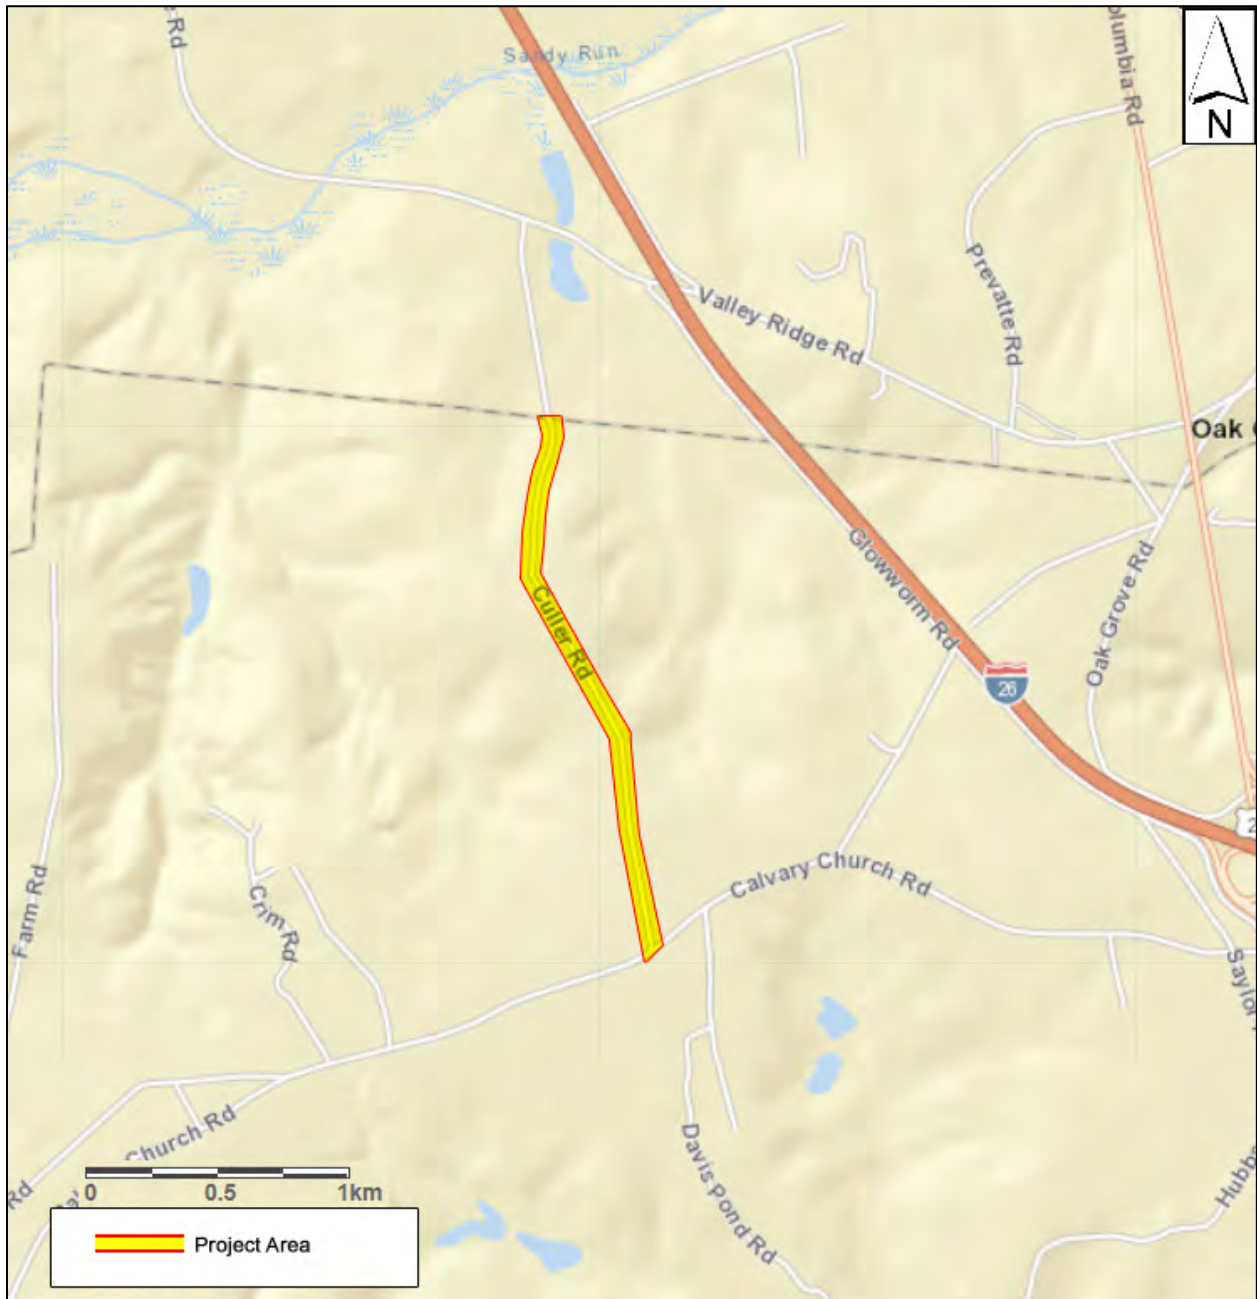 Rd
Sandy Run
olumbia Rd
N
Prevatte Rd
Valley Ridge Rd
Oak
Glowworm Rd
Oak Grove Rd
Culler Rd
26
2
Calvary Church Rd
Farm Rd
Crim Rd
Saylor
Church Rd
Davis Pond Rd
Hubb
Rd
0 0.5 1km
Project Area